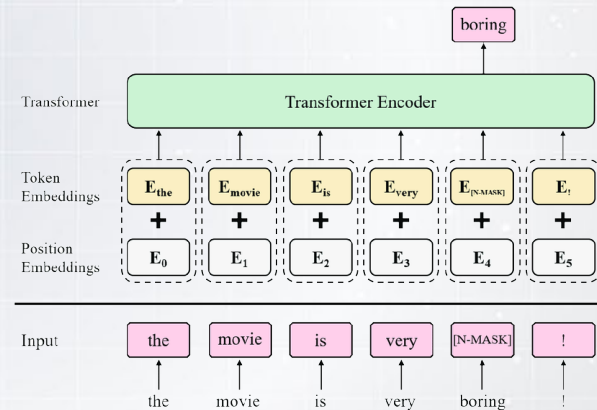 boring
Transformer
Transformer Encoder
Token
Embeddings
E_the
E_movie
E_is
E_very
E_[N-MASK]
E_!
+ + + + + +
Position
Embeddings
E_0
E_1
E_2
E_3
E_4
E_5
Input
the
movie
is
very
[N-MASK]
!
the movie is very boring !